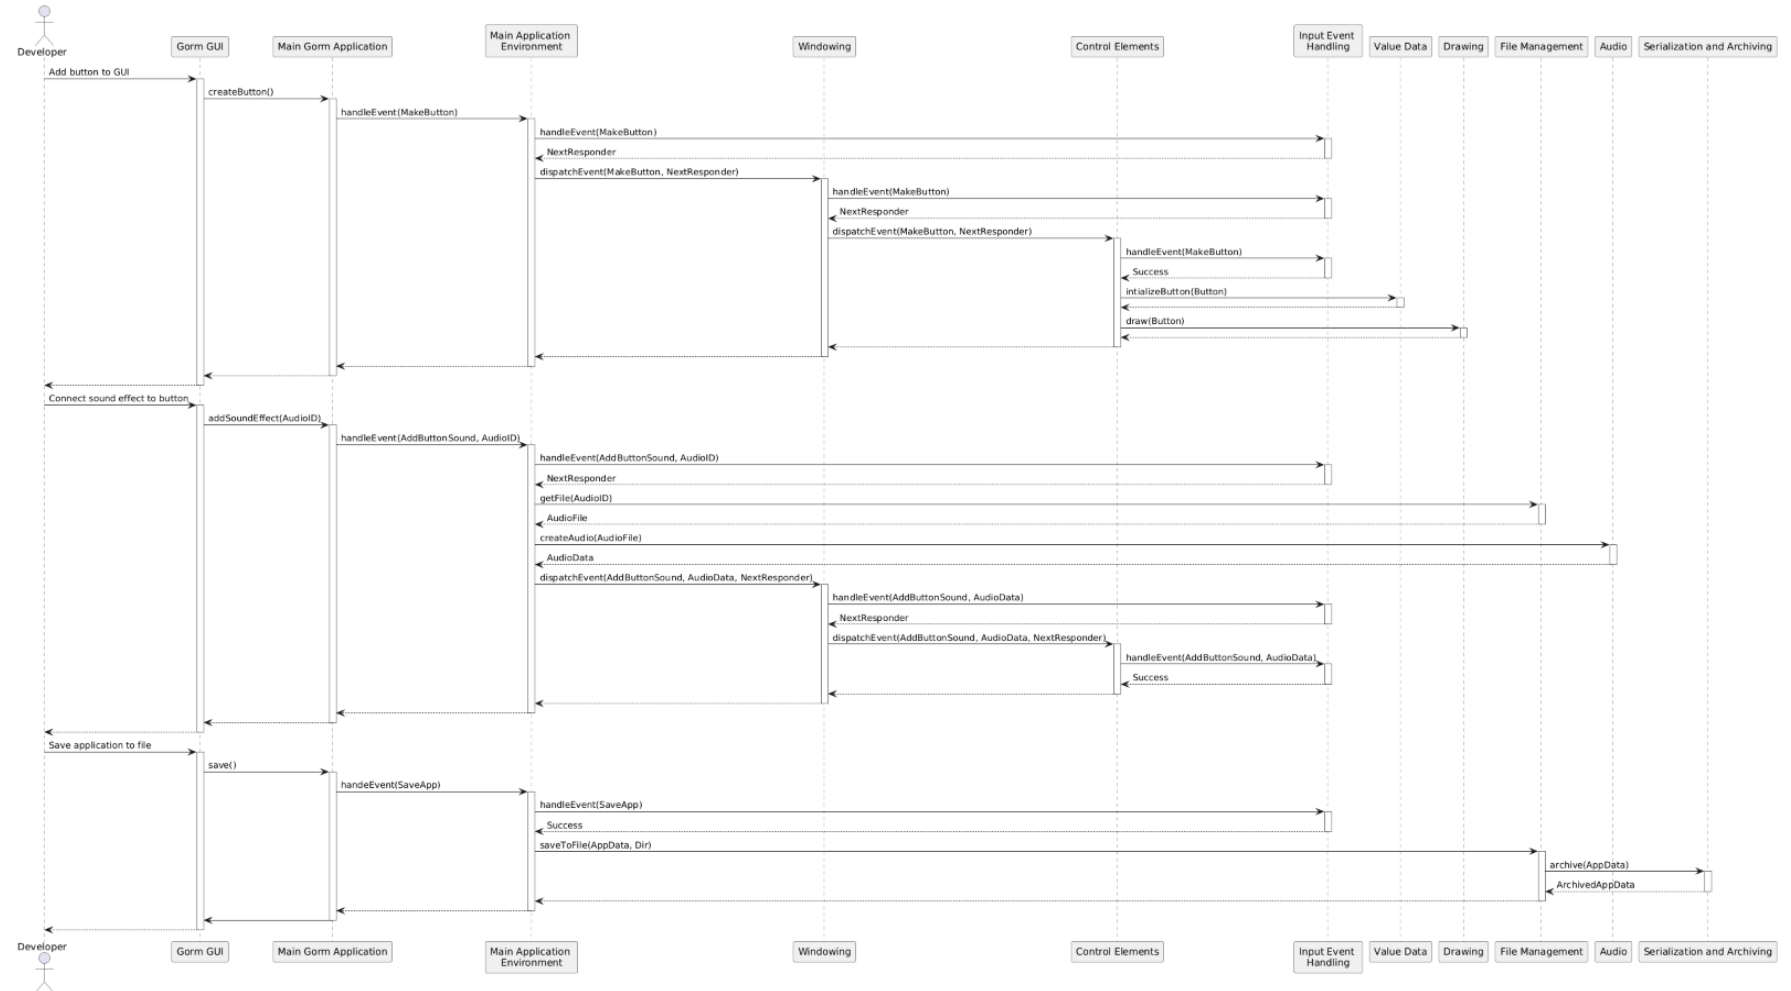 Developer
Gorm GUI
Main Gorm Application
Main Application
Environment
Windowing
Control Elements
Input Event
Handling
Value Data
Drawing
File Management
Audio
Serialization and Archiving
Add button to GUI
createButton()
handleEvent(MakeButton)
handleEvent(MakeButton)
NextResponder
dispatchEvent(MakeButton, NextResponder)
handleEvent(MakeButton)
NextResponder
dispatchEvent(MakeButton, NextResponder)
handleEvent(MakeButton)
Success
intializeButton(Button)
draw(Button)
Connect sound effect to button
addSoundEffect(AudioID)
handleEvent(AddButtonSound, AudioID)
handleEvent(AddButtonSound, AudioID)
NextResponder
getFile(AudioID)
AudioFile
createAudio(AudioFile)
AudioData
dispatchEvent(AddButtonSound, AudioData, NextResponder)
handleEvent(AddButtonSound, AudioData)
NextResponder
dispatchEvent(AddButtonSound, AudioData, NextResponder)
handleEvent(AddButtonSound, AudioData)
Success
Save application to file
save()
handeEvent(SaveApp)
handleEvent(SaveApp)
Success
saveToFile(AppData, Dir)
archive(AppData)
ArchivedAppData
Developer
Gorm GUI
Main Gorm Application
Main Application
Environment
Windowing
Control Elements
Input Event
Handling
Value Data
Drawing
File Management
Audio
Serialization and Archiving